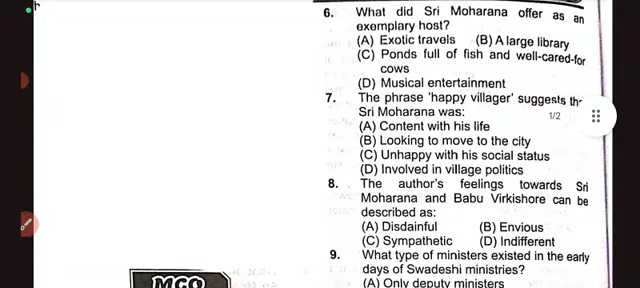 6. What did Sri Moharana offer as an
exemplary host?
(A) Exotic travels (B) A large library
(C) Ponds full of fish and well-cared-for
cows
(D) Musical entertainment
7. The phrase 'happy villager' suggests th
Sri Moharana was:
1/2
(A) Content with his life
(B) Looking to move to the city
(C) Unhappy with his social status
(D) Involved in village politics
8. The author's feelings towards Sri
Moharana and Babu Virkishore can be
described as:
(A) Disdainful (B) Envious
(C) Sympathetic (D) Indifferent
9. What type of ministers existed in the early
days of Swadeshi ministries?
(A) Only deputy ministers
MCQ